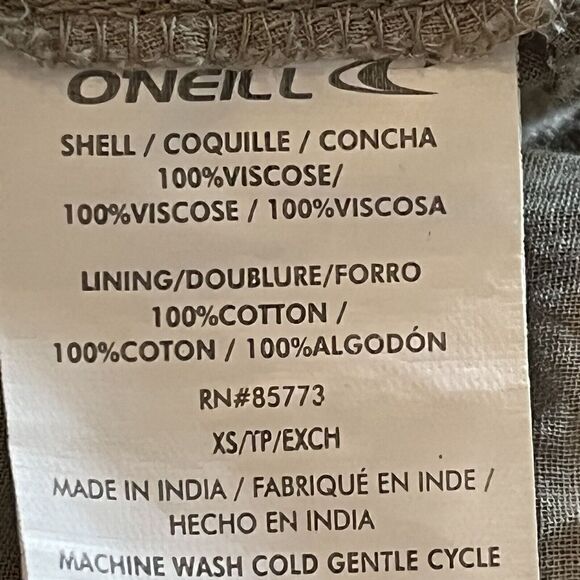 O'NEILL
SHELL / COQUILLE / CONCHA
100%VISCOSE/
100%VISCOSE / 100%VISCOSA
LINING/DOUBLURE/FORRO
100%COTTON /
100%COTON / 100%ALGODÓN
RN#85773
XS/TP/EXCH
MADE IN INDIA / FABRIQUÉ EN INDE /
HECHO EN INDIA
MACHINE WASH COLD GENTLE CYCLE